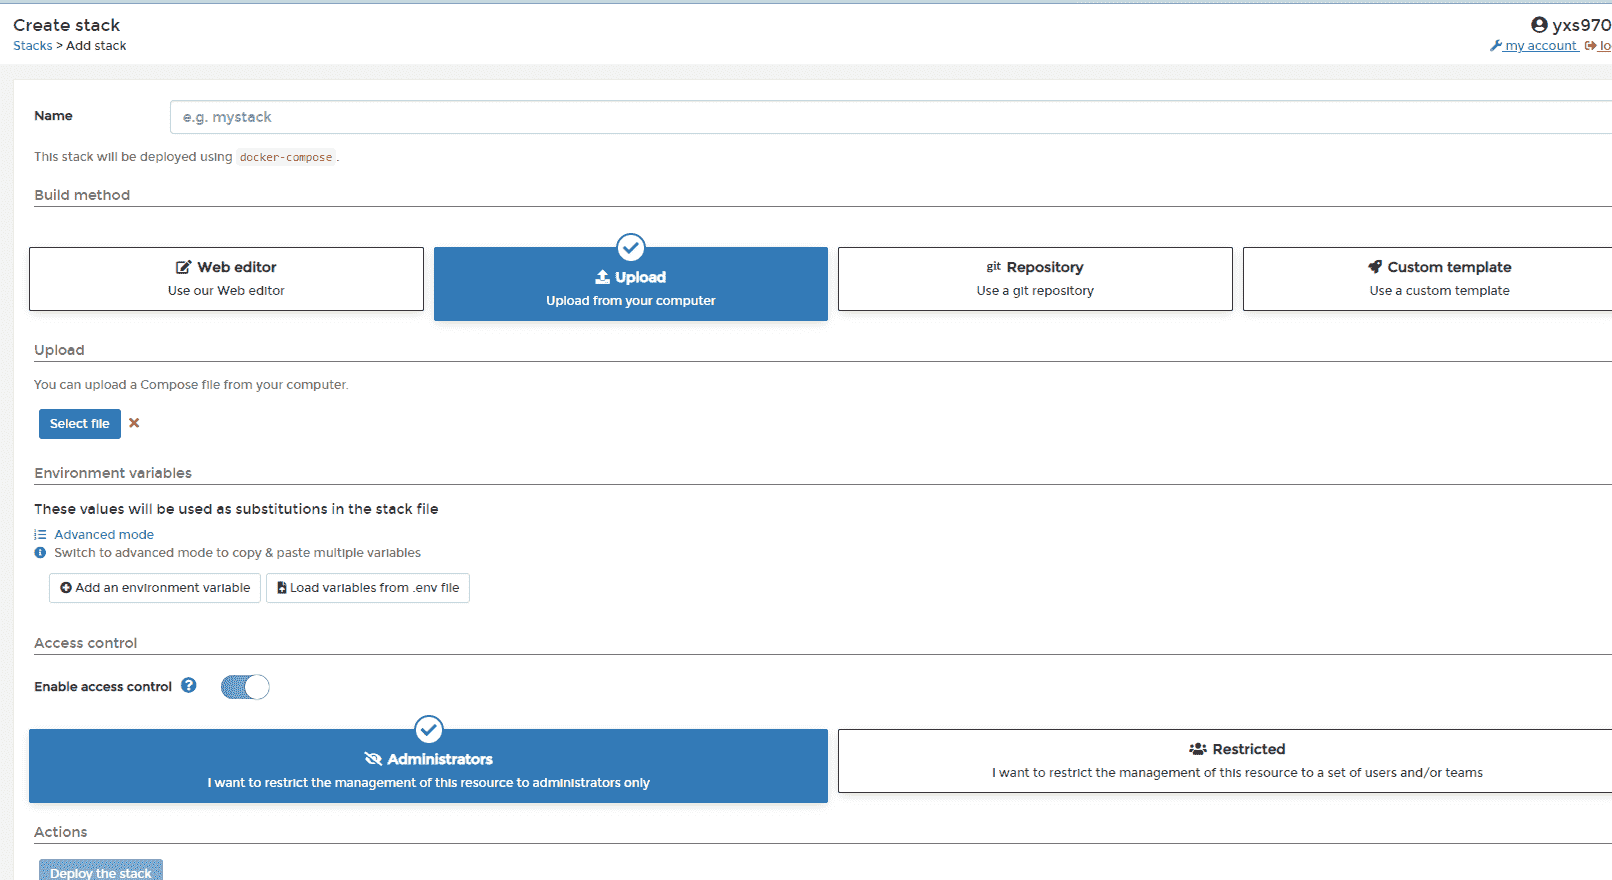 Create stack
yxs970
Stacks > Add stack
my account lo
Name
e.g. mystack
This stack will be deployed using docker-compose .
Build method
Web editor
Use our Web editor
Upload
Upload from your computer
git Repository
Use a git repository
Custom template
Use a custom template
Upload
You can upload a Compose file from your computer.
Select file
Environment variables
These values will be used as substitutions in the stack file
Advanced mode
Switch to advanced mode to copy & paste multiple variables
Add an environment variable
Load variables from .env file
Access control
Enable access control
Administrators
I want to restrict the management of this resource to administrators only
Restricted
I want to restrict the management of this resource to a set of users and/or teams
Actions
Deploy the stack